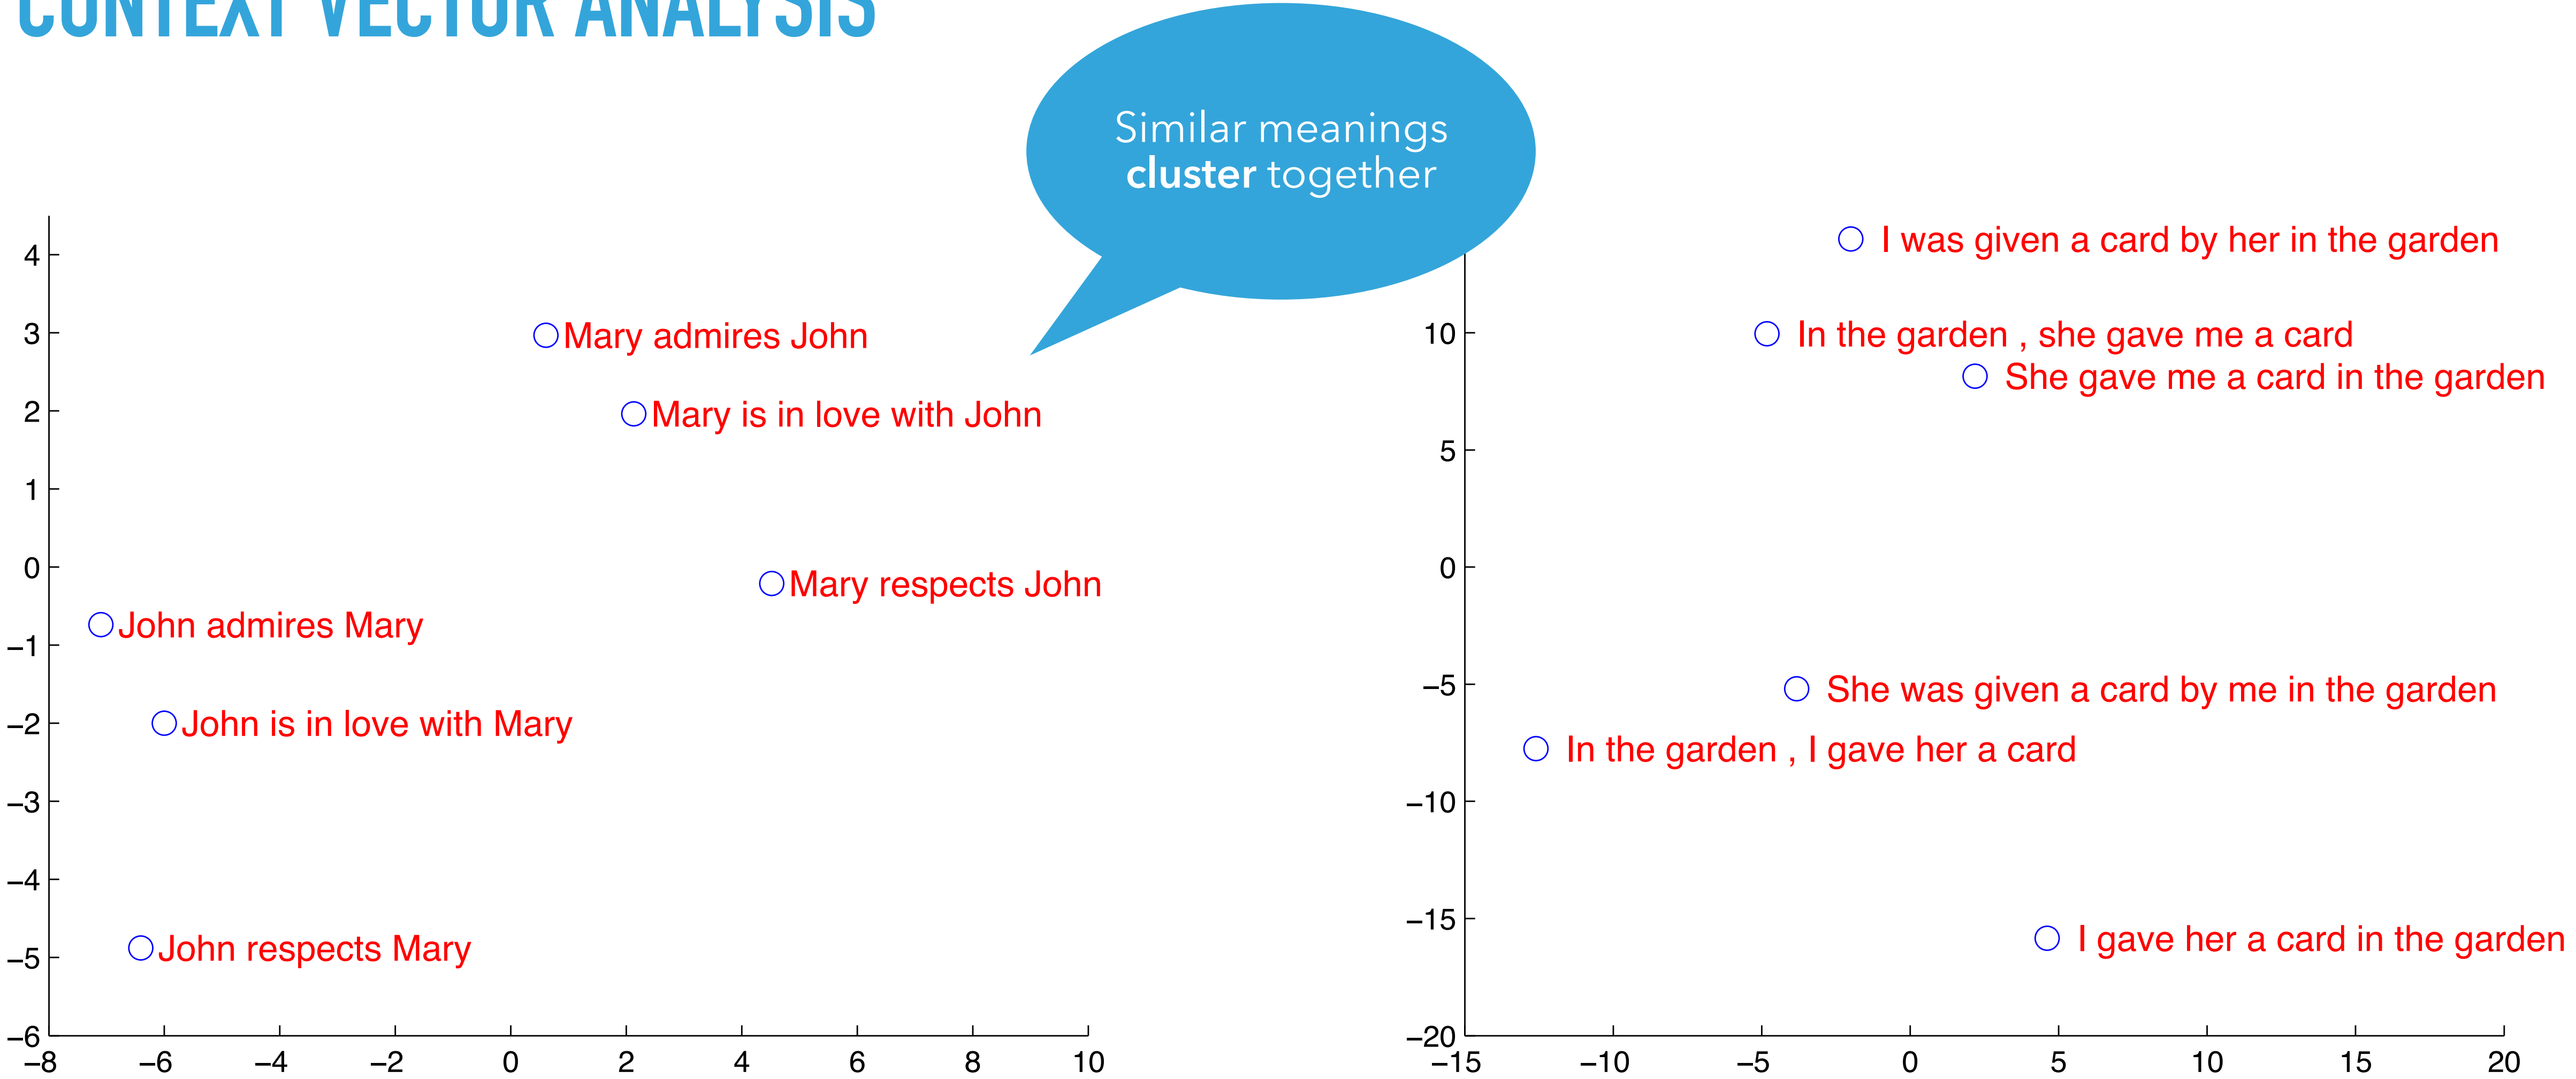 CONTEXT VECTOR ANALYSIS
Similar meanings
cluster together
4
3
2
1
0
−1
−2
−3
−4
−5
−6
−8 −6 −4 −2 0 2 4 6 8 10
Mary admires John
Mary is in love with John
Mary respects John
John admires Mary
John is in love with Mary
John respects Mary
10
5
0
−5
−10
−15
−20
−15 −10 −5 0 5 10 15 20
I was given a card by her in the garden
In the garden , she gave me a card
She gave me a card in the garden
She was given a card by me in the garden
In the garden , I gave her a card
I gave her a card in the garden